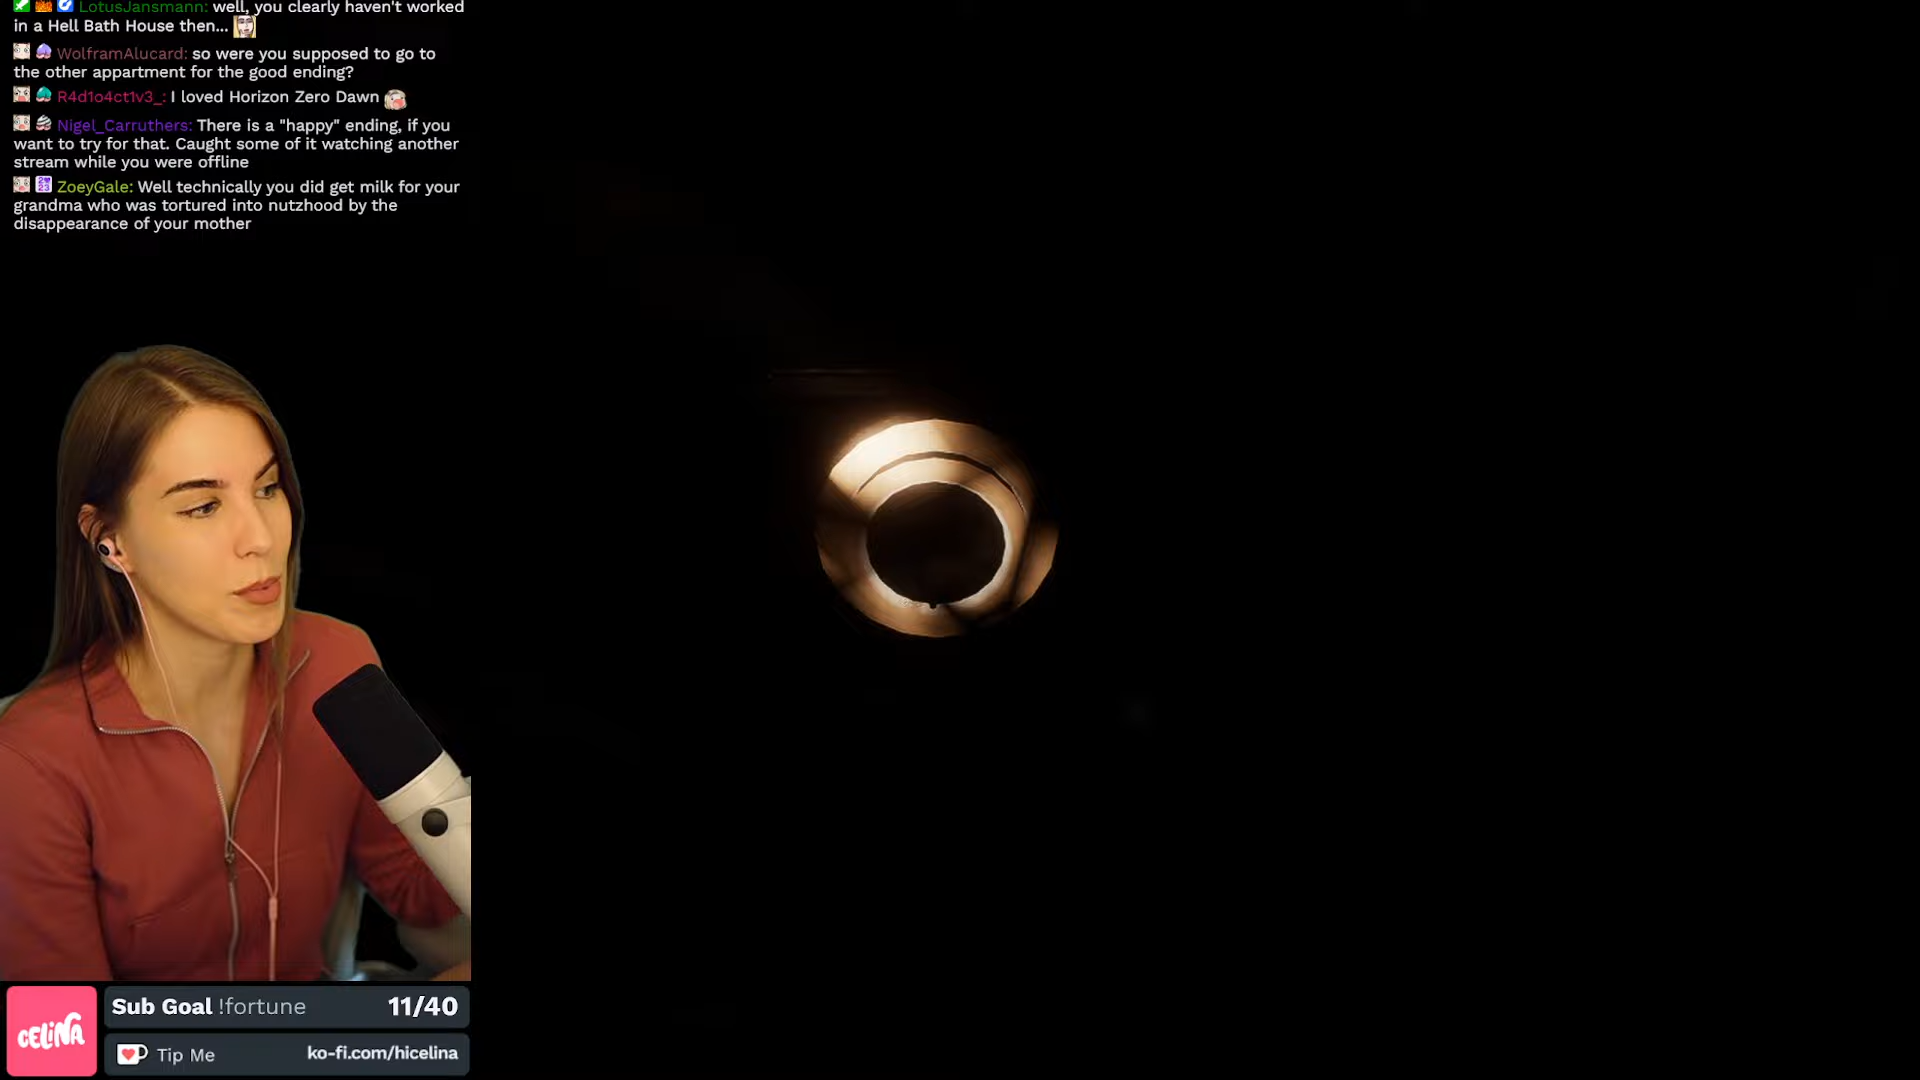 LotusJansmann: well, you clearly haven't worked
in a Hell Bath House then...
WolframAlucard: so were you supposed to go to
the other appartment for the good ending?
R4d1o4ct1v3_: I loved Horizon Zero Dawn
Nigel_Carruthers: There is a "happy" ending, if you
want to try for that. Caught some of it watching another
stream while you were offline
ZoeyGale: Well technically you did get milk for your
grandma who was tortured into nutzhood by the
disappearance of your mother
CELINA
Sub Goal !fortune 11/40
Tip Me ko-fi.com/hicelina